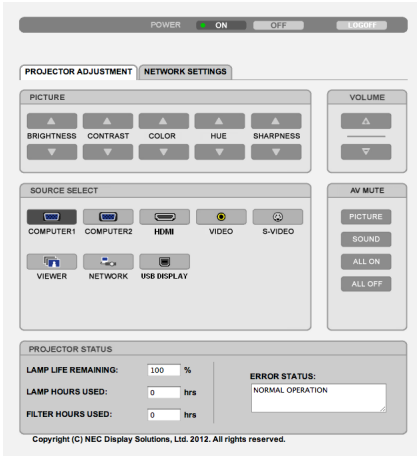 POWER ON OFF LOGOFF
PROJECTOR ADJUSTMENT NETWORK SETTINGS
PICTURE
BRIGHTNESS CONTRAST COLOR HUE SHARPNESS
VOLUME
SOURCE SELECT
COMPUTER1 COMPUTER2 HDMI VIDEO S-VIDEO
VIEWER NETWORK USB DISPLAY
AV MUTE
PICTURE
SOUND
ALL ON
ALL OFF
PROJECTOR STATUS
LAMP LIFE REMAINING: 100 %
LAMP HOURS USED: 0 hrs
FILTER HOURS USED: 0 hrs
ERROR STATUS:
NORMAL OPERATION
Copyright (C) NEC Display Solutions, Ltd. 2012. All rights reserved.